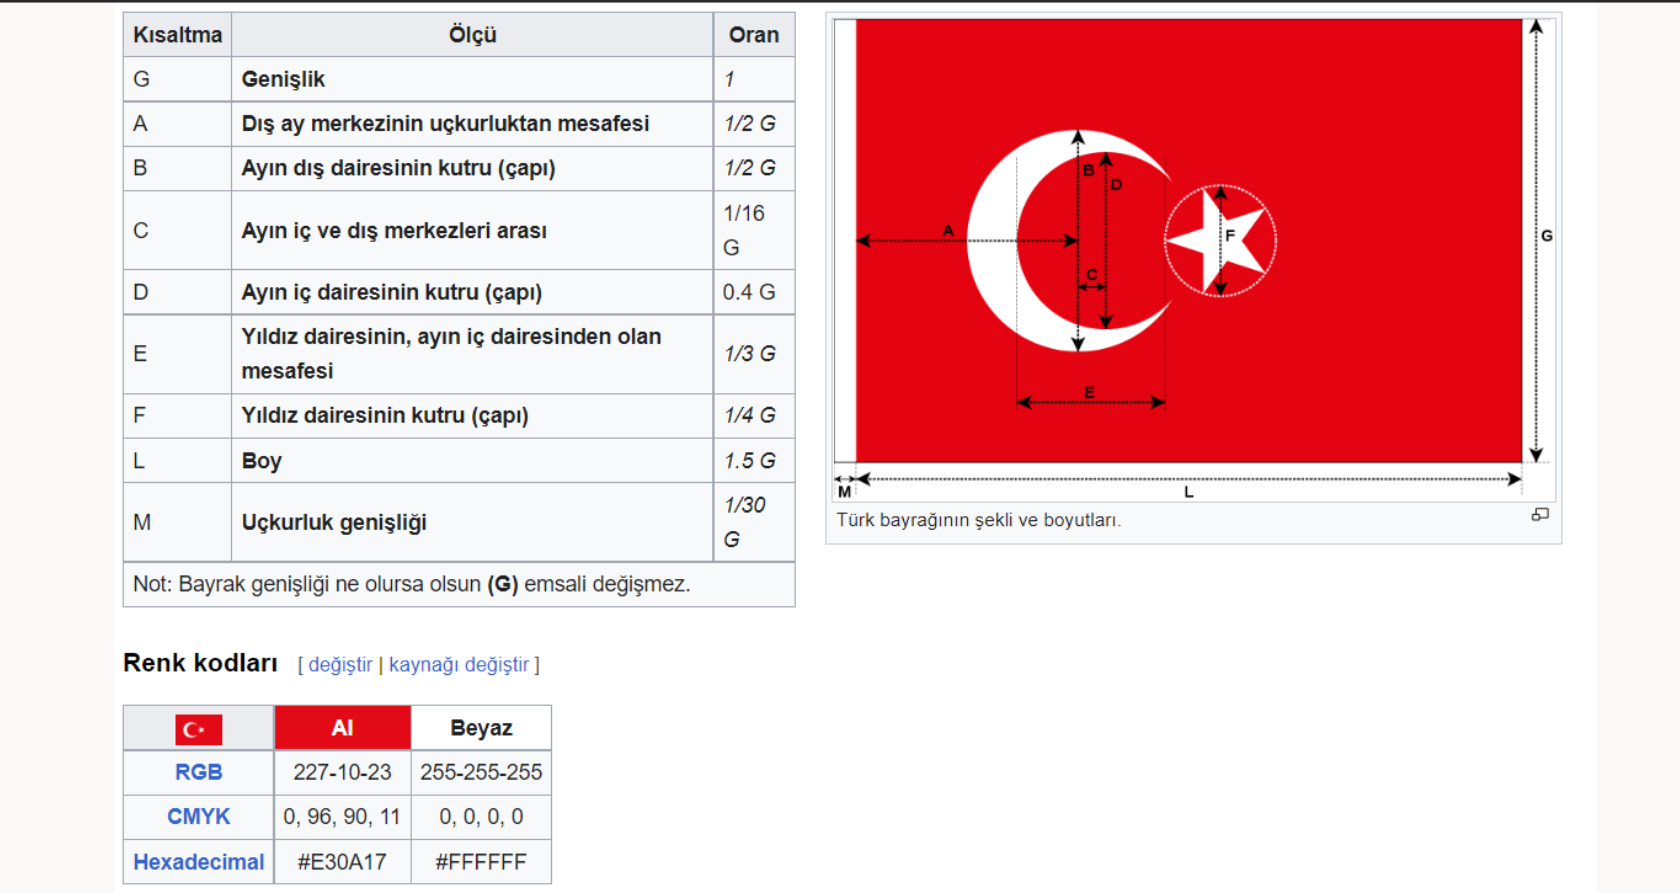 Kısaltma Ölçü Oran
G Genişlik 1
A Dış ay merkezinin uçkurluktan mesafesi 1/2 G
B Ayın dış dairesinin kutru (çapı) 1/2 G
C Ayın iç ve dış merkezleri arası 1/16
G
D Ayın iç dairesinin kutru (çapı) 0.4 G
E Yıldız dairesinin, ayın iç dairesinden olan
mesafesi 1/3 G
F Yıldız dairesinin kutru (çapı) 1/4 G
L Boy 1.5 G
M Uçkurluk genişliği 1/30
G
Not: Bayrak genişliği ne olursa olsun (G) emsali değişmez.
B
D
A
F
G
C
E
M
L
Türk bayrağının şekli ve boyutları.
Renk kodları [ değiştir | kaynağı değiştir ]
Al Beyaz
RGB 227-10-23 255-255-255
CMYK 0, 96, 90, 11 0, 0, 0, 0
Hexadecimal #E30A17 #FFFFFF